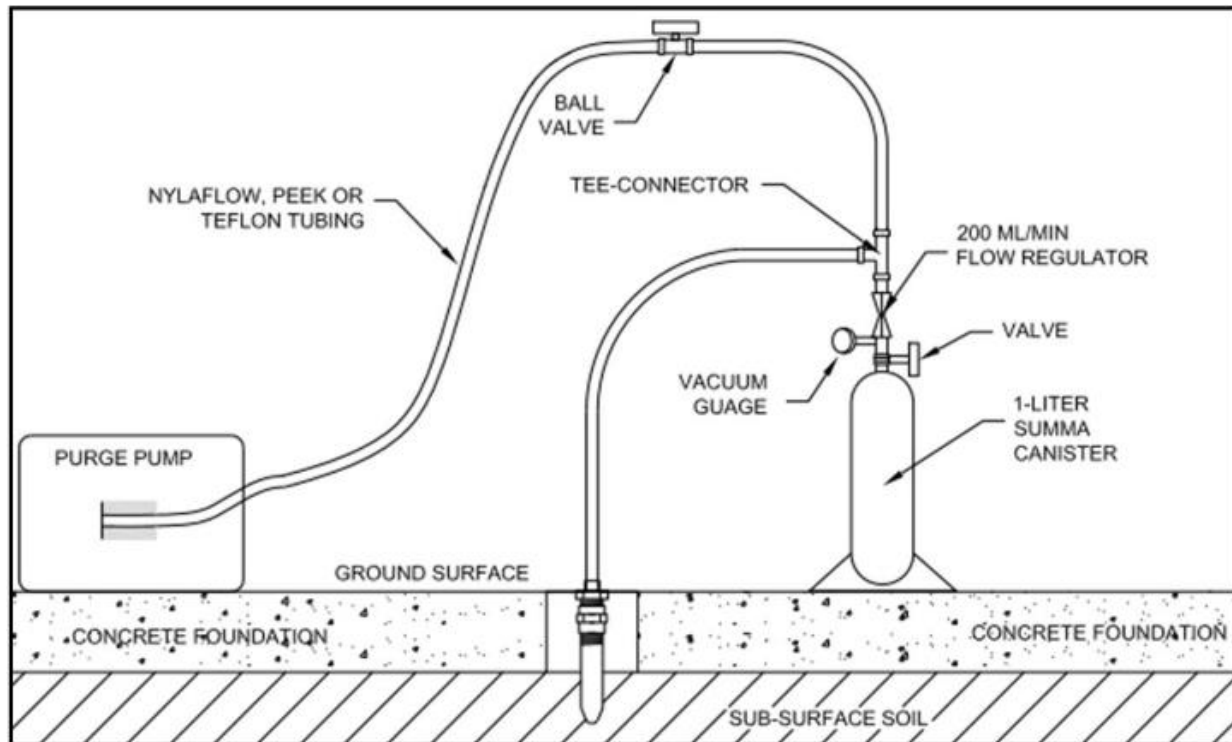 BALL
VALVE
TEE-CONNECTOR
NYLAFLOW, PEEK OR
TEFLON TUBING
200 ML/MIN
FLOW REGULATOR
VALVE
VACUUM
GUAGE
1-LITER
SUMMA
CANISTER
PURGE PUMP
GROUND SURFACE
CONCRETE FOUNDATION
CONCRETE FOUNDATION
SUB-SURFACE SOIL